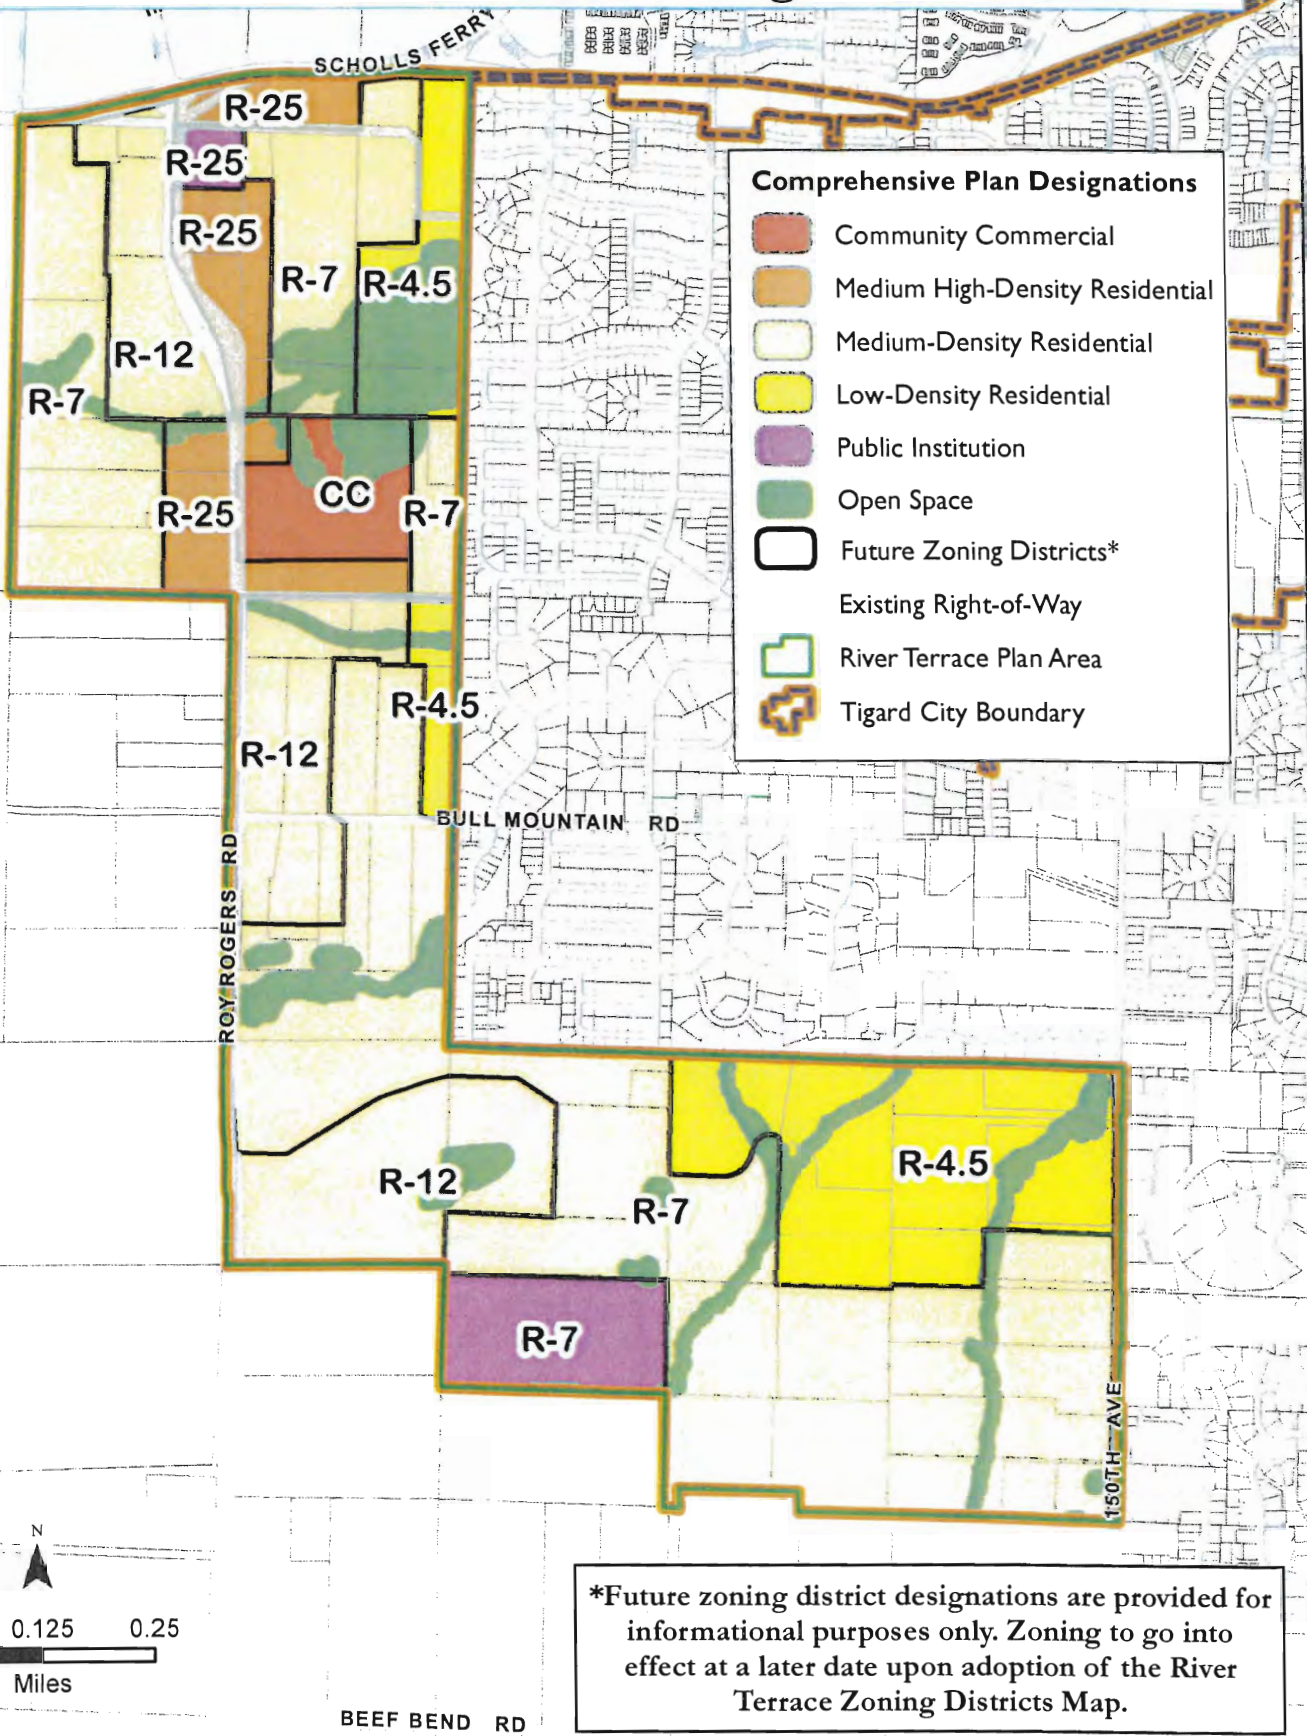 SCHOLLS FERRY
R-25
R-25
R-25
R-7
R-4.5
R-12
R-7
R-25
CC
R-7
R-4.5
R-12
BULL MOUNTAIN RD
ROY ROGERS RD
R-12
R-7
R-4.5
R-7
150TH AVE
Comprehensive Plan Designations
Community Commercial
Medium High-Density Residential
Medium-Density Residential
Low-Density Residential
Public Institution
Open Space
Future Zoning Districts*
Existing Right-of-Way
River Terrace Plan Area
Tigard City Boundary
N
0.125 0.25
Miles
BEEF BEND RD
*Future zoning district designations are provided for
informational purposes only. Zoning to go into
effect at a later date upon adoption of the River
Terrace Zoning Districts Map.